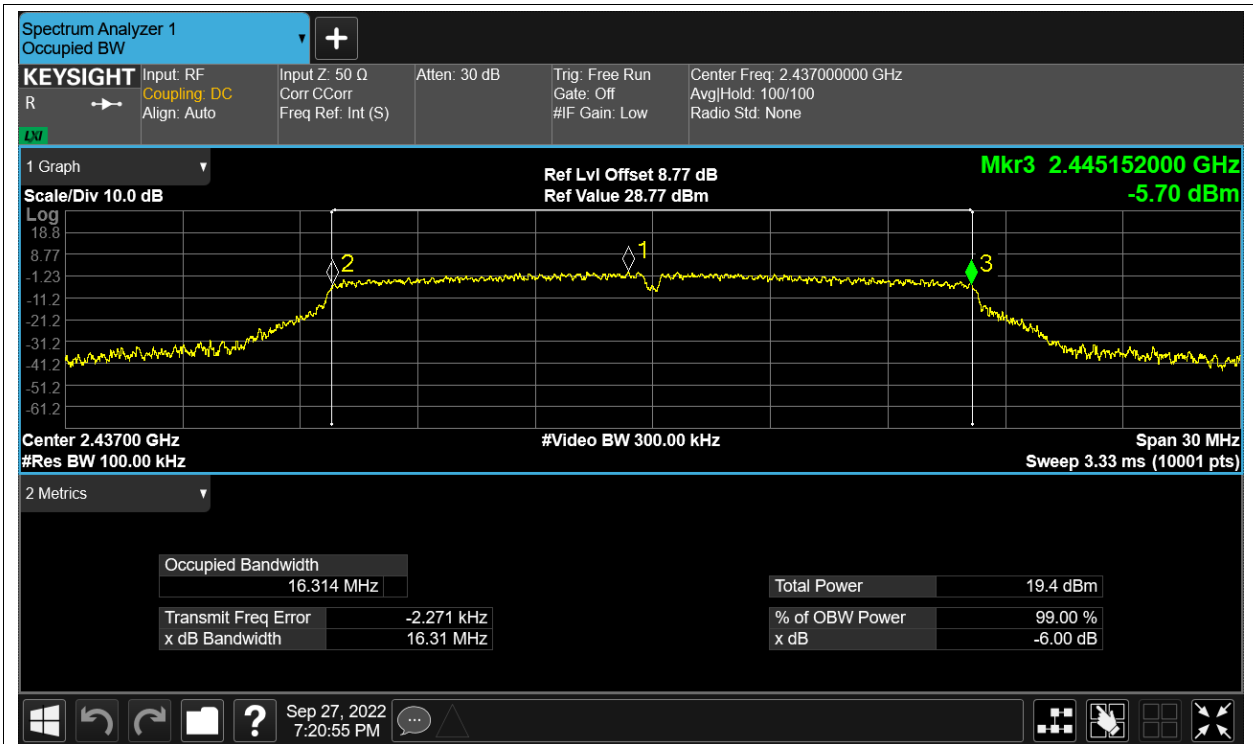 Spectrum Analyzer 1
Occupied BW
+
KEYSIGHT
R
LXI
Input: RF
Coupling: DC
Align: Auto
Input Z: 50 Ω
Corr CCorr
Freq Ref: Int (S)
Atten: 30 dB
Trig: Free Run
Gate: Off
#IF Gain: Low
Center Freq: 2.437000000 GHz
Avg|Hold: 100/100
Radio Std: None
1 Graph
Scale/Div 10.0 dB
Ref Lvl Offset 8.77 dB
Ref Value 28.77 dBm
Mkr3 2.445152000 GHz
-5.70 dBm
Log
18.8
8.77
-1.23
-11.2
-21.2
-31.2
-41.2
-51.2
-61.2
2
1
3
Center 2.43700 GHz
#Res BW 100.00 kHz
#Video BW 300.00 kHz
Span 30 MHz
Sweep 3.33 ms (10001 pts)
2 Metrics
Occupied Bandwidth
16.314 MHz
Transmit Freq Error -2.271 kHz
x dB Bandwidth 16.31 MHz
Total Power 19.4 dBm
% of OBW Power 99.00 %
x dB -6.00 dB
?
Sep 27, 2022
7:20:55 PM